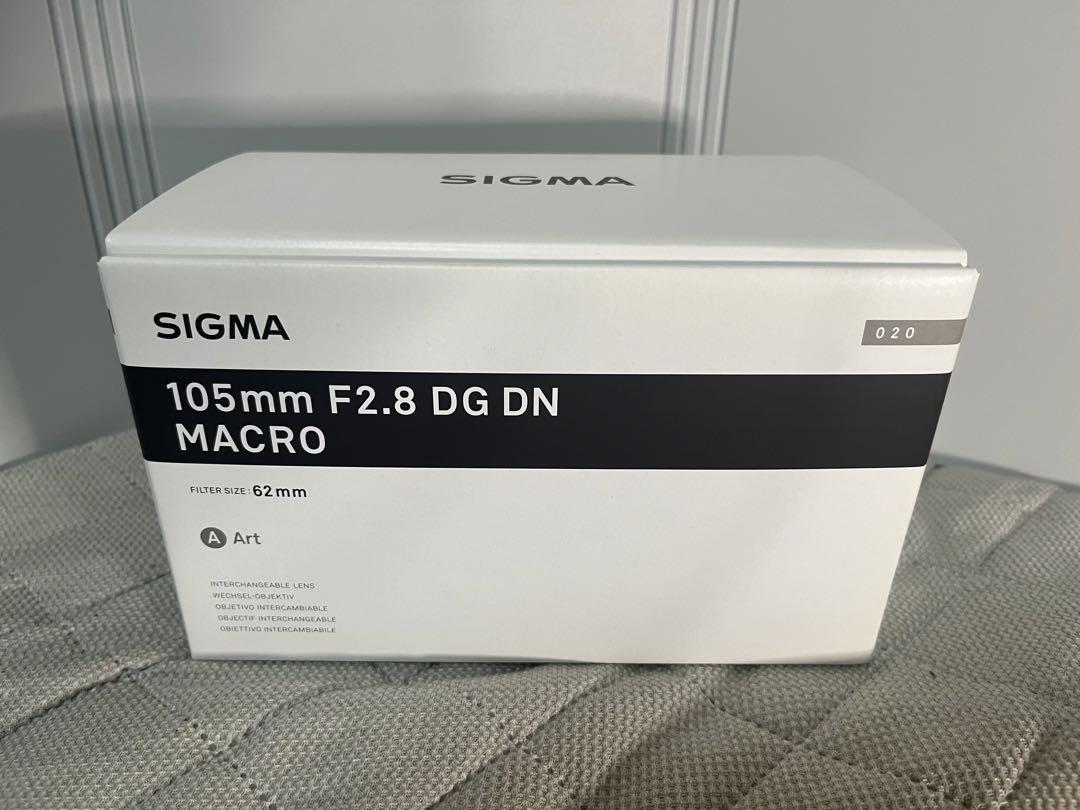 SIGMA
SIGMA
020
105mm F2.8 DG DN
MACRO
FILTER SIZE: 62mm
A Art
INTERCHANGEABLE LENS
WECHSEL-OBJEKTIV
OBJETIVO INTERCAMBIABLE
OBJECTIF INTERCHANGEABLE
OBIETTIVO INTERCAMBIABILE